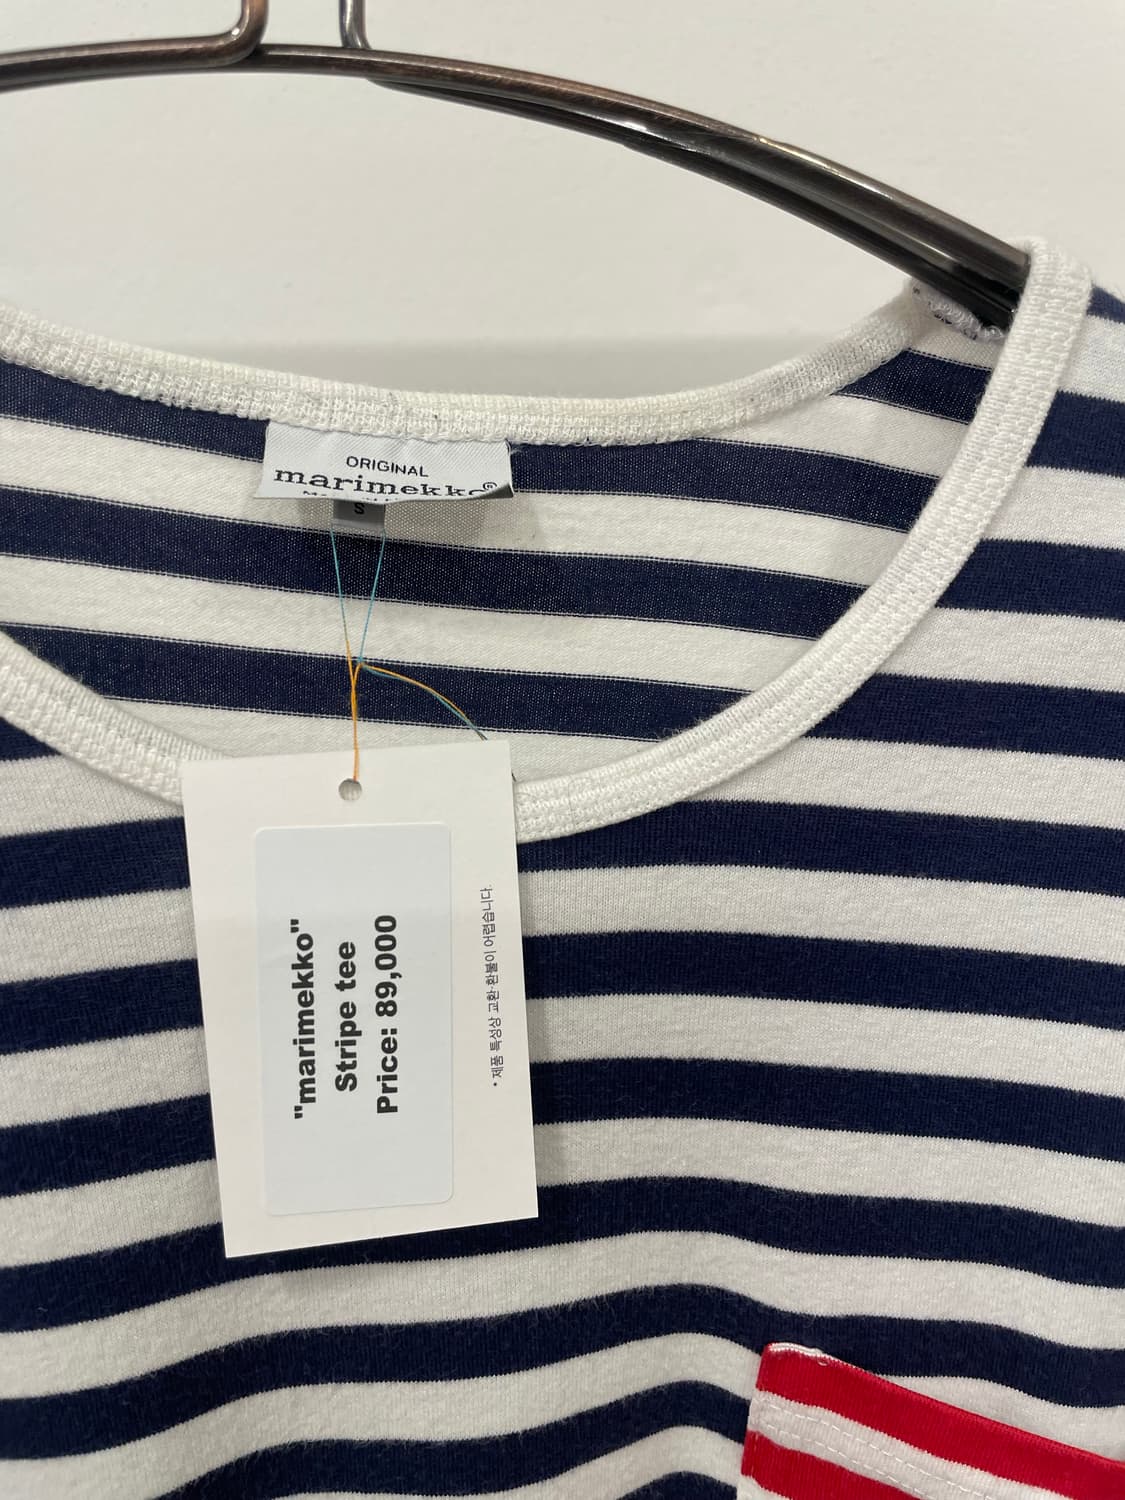 ORIGINAL
marimekko®
S
"marimekko"
Stripe tee
Price: 89,000
• 제품 특성상 교환·환불이 어렵습니다.